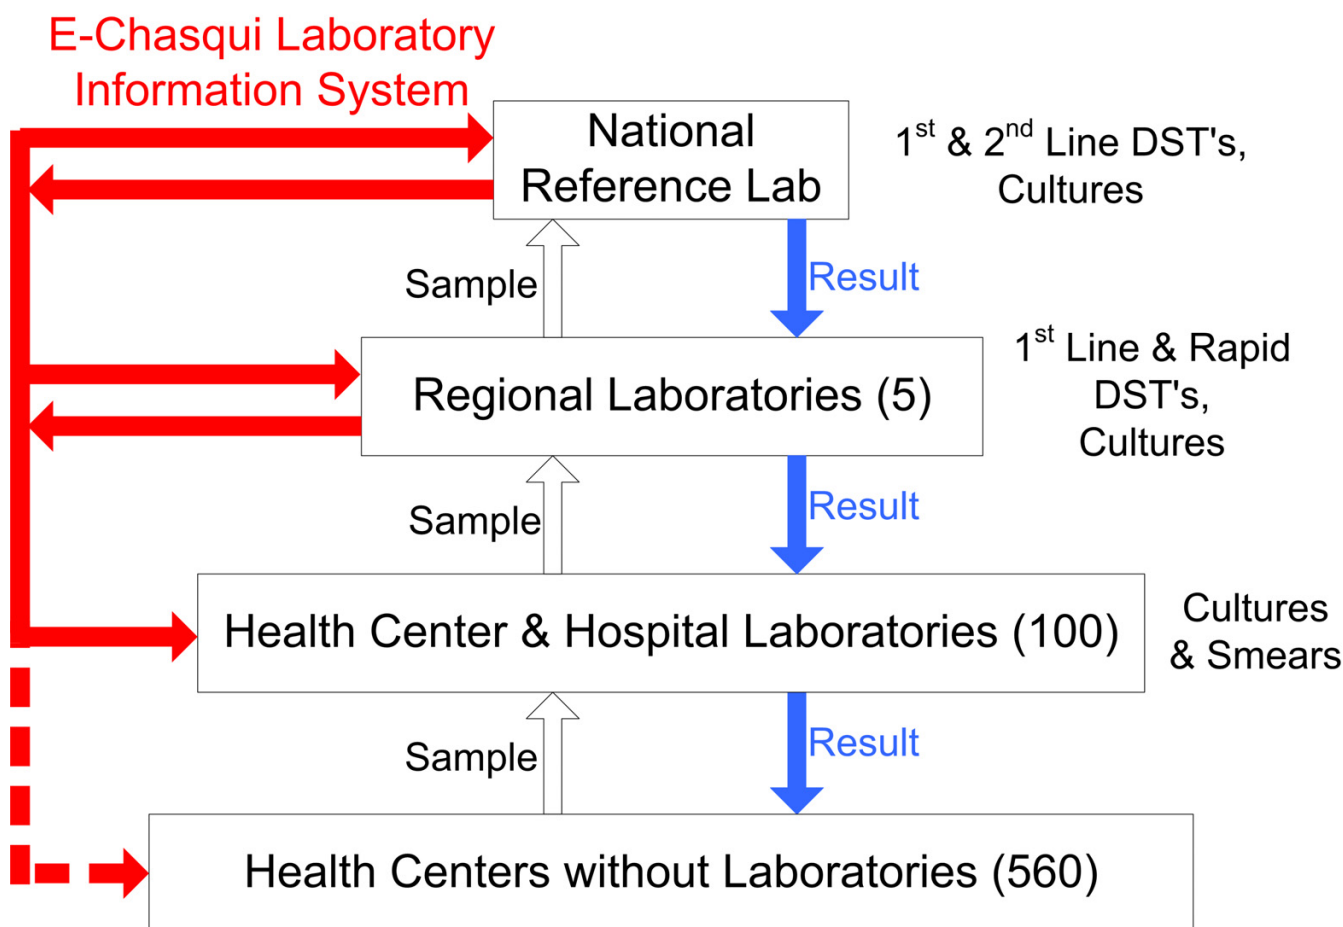 E-Chasqui Laboratory
Information System
National
Reference Lab
1st & 2nd Line DST's,
Cultures
Sample
Result
Regional Laboratories (5)
1st Line & Rapid
DST's,
Cultures
Sample
Result
Health Center & Hospital Laboratories (100)
Cultures
& Smears
Sample
Result
Health Centers without Laboratories (560)